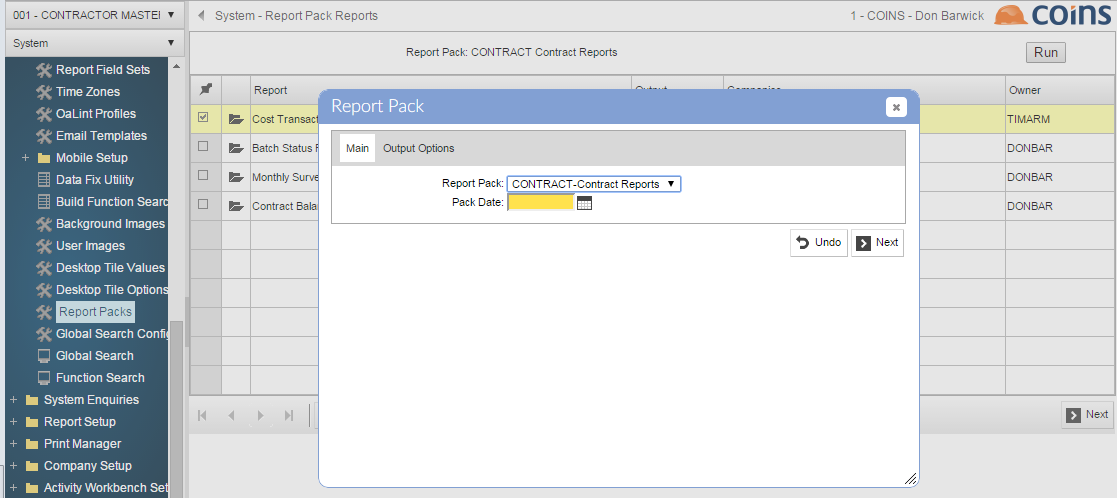 001 - CONTRACTOR MASTER
System
Report Field Sets
Time Zones
OaLint Profiles
Email Templates
Mobile Setup
Data Fix Utility
Build Function Searc
Background Images
User Images
Desktop Tile Values
Desktop Tile Options
Report Packs
Global Search Config
Global Search
Function Search
System Enquiries
Report Setup
Print Manager
Company Setup
Activity Workbench Set
System - Report Pack Reports
1 - COINS - Don Barwick
coins
Report Pack: CONTRACT Contract Reports
Run
Report Output Companies Owner
Cost Transact TIMARM
Batch Status R DONBAR
Monthly Surve DONBAR
Contract Bala DONBAR
Report Pack
Main Output Options
Report Pack: CONTRACT-Contract Reports
Pack Date:
Undo Next
Next